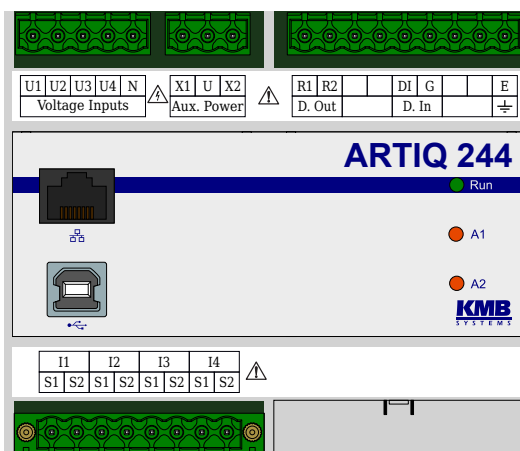 U1 U2 U3 U4 N
Voltage Inputs
X1 U X2
Aux. Power
R1 R2 DI G E
D. Out D. In
ARTIQ 244
Run
A1
A2
KMB
SYSTEMS
I1 I2 I3 I4
S1 S2 S1 S2 S1 S2 S1 S2